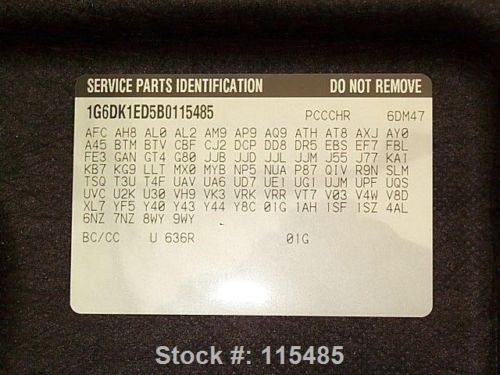 SERVICE PARTS IDENTIFICATION DO NOT REMOVE
1G6DK1ED5B0115485 PCCCHR 6DM47
AFC AH8 AL0 AL2 AM9 AP9 AQ9 ATH AT8 AXJ AY0
A45 BTM BTV CBF CJ2 DCP DD8 DR5 EBS EF7 FBL
FE3 GAN GT4 G80 JJB JJD JJL JJM J55 J77 KA1
KB7 KG9 LLT MX0 MYB NP5 NUA P87 QIV R9N SLM
TSQ T3U T4F UAV UA6 UD7 UE1 UG1 UJM UPF UQS
UVC U2K U30 VH9 VK3 VRK VRR VT7 V03 V4W V8D
XL7 YF5 Y40 Y43 Y44 Y8C 01G 1AH 1SF 1SZ 4AL
6NZ 7NZ 8WY 9WY
BC/CC U 636R 01G
Stock #: 115485